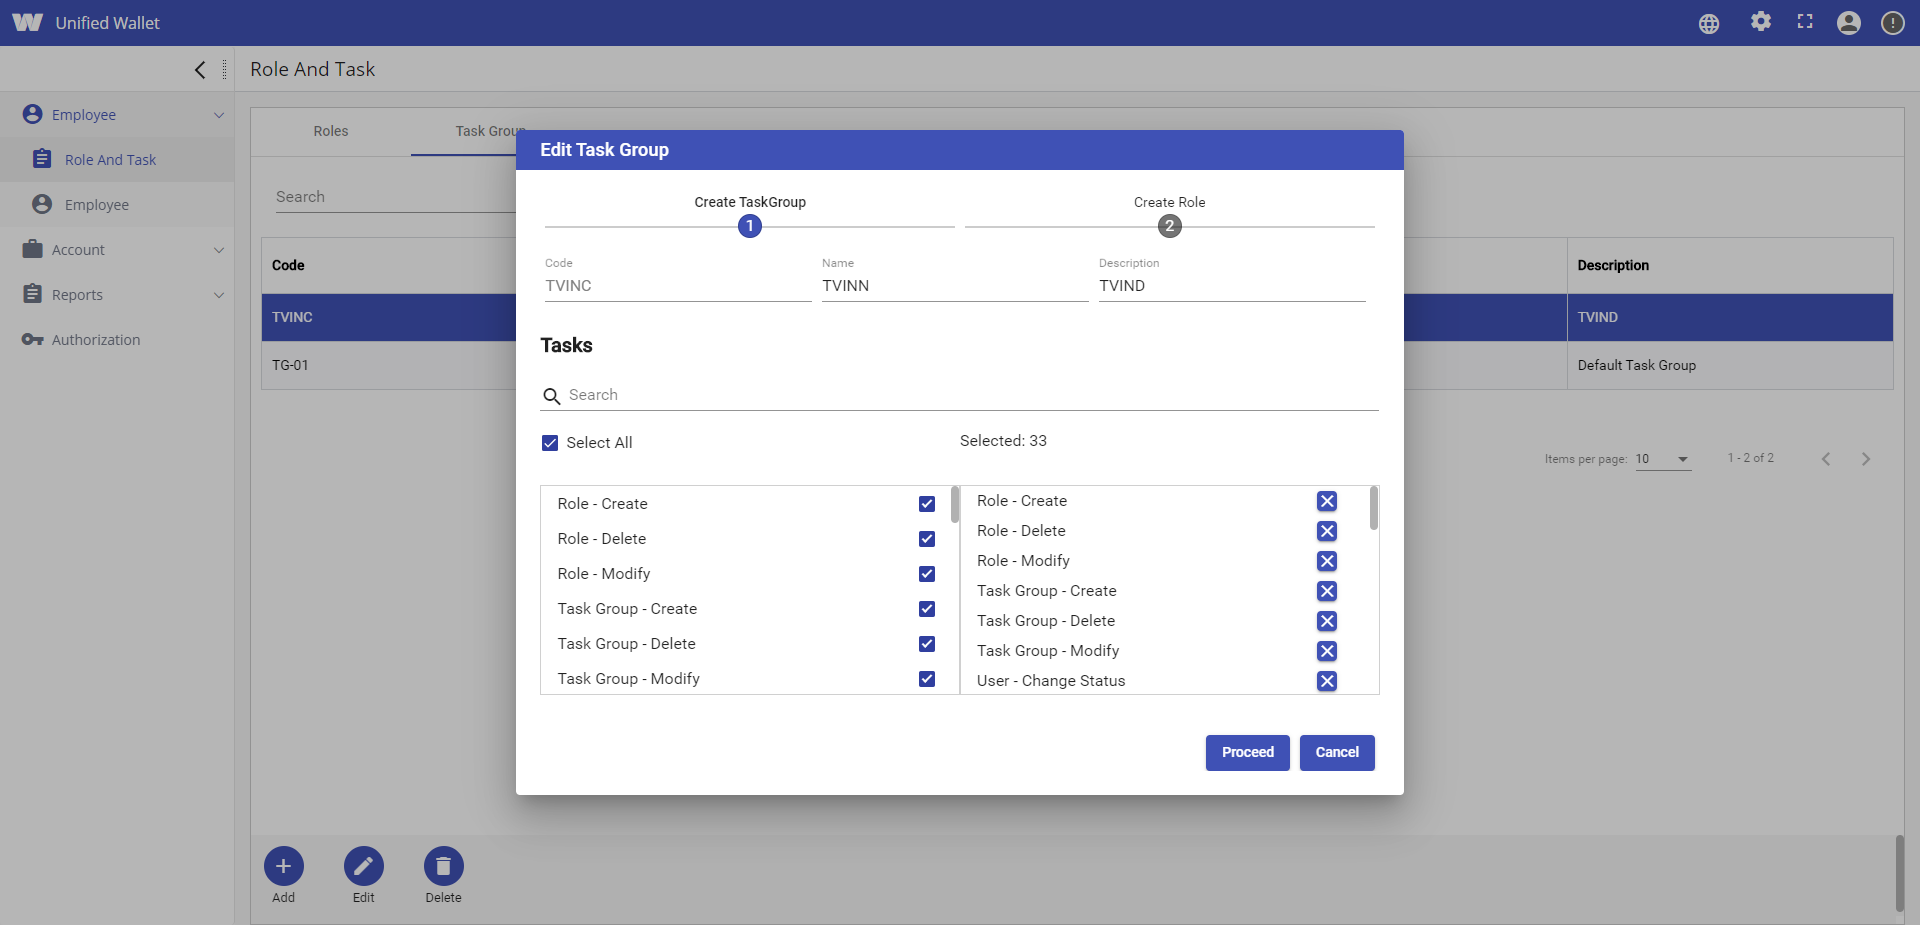 Unified Wallet
Role And Task
Employee
Role And Task
Employee
Account
Reports
Authorization
Roles
Task Group
Search
Code
Description
TVINC
TVIND
TG-01
Default Task Group
Items per page: 10
1 - 2 of 2
Edit Task Group
Create TaskGroup
Create Role
1
2
Code
Name
Description
TVINC
TVINN
TVIND
Tasks
Search
Select All
Selected: 33
Role - Create
Role - Delete
Role - Modify
Task Group - Create
Task Group - Delete
Task Group - Modify
Role - Create
Role - Delete
Role - Modify
Task Group - Create
Task Group - Delete
Task Group - Modify
User - Change Status
Proceed
Cancel
Add
Edit
Delete